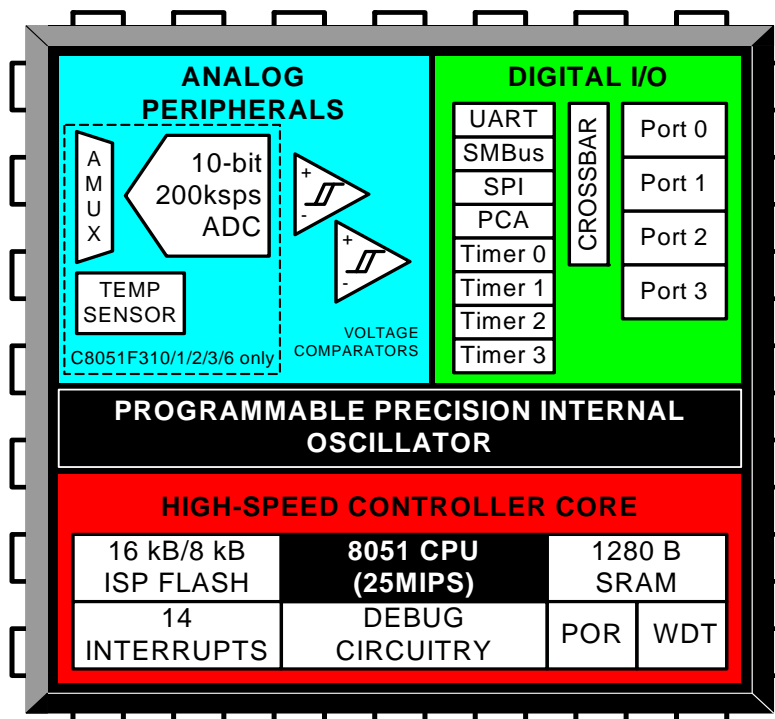 ANALOG
PERIPHERALS
A
M
U
X
10-bit
200ksps
ADC
+
-
+
-
TEMP
SENSOR
VOLTAGE
COMPARATORS
C8051F310/1/2/3/6 only
DIGITAL I/O
UART
SMBus
SPI
PCA
Timer 0
Timer 1
Timer 2
Timer 3
CROSSBAR
Port 0
Port 1
Port 2
Port 3
PROGRAMMABLE PRECISION INTERNAL
OSCILLATOR
HIGH-SPEED CONTROLLER CORE
16 kB/8 kB
ISP FLASH
8051 CPU
(25MIPS)
1280 B
SRAM
14
INTERRUPTS
DEBUG
CIRCUITRY
POR
WDT